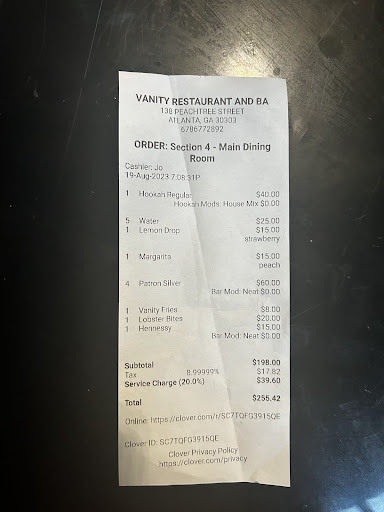 VANITY RESTAURANT AND BA
138 PEACHTREE STREET
ATLANTA, GA 30303
6786772892
ORDER: Section 4 - Main Dining
Room
Cashier: Jo
19-Aug-2023 7:08:31P
1 Hookah Regular $40.00
Hookah Mods: House Mix $0.00
5 Water $25.00
1 Lemon Drop $15.00
strawberry
1 Margarita $15.00
peach
4 Patron Silver $60.00
Bar Mod: Neat $0.00
1 Vanity Fries $8.00
1 Lobster Bites $20.00
1 Hennessy $15.00
Bar Mod: Neat $0.00
Subtotal $198.00
Tax 8.99999% $17.82
Service Charge (20.0%) $39.60
Total $255.42
Online: https://clover.com/r/SC7TQFG3915QE
Clover ID: SC7TQFG3915QE
Clover Privacy Policy
https://clover.com/privacy